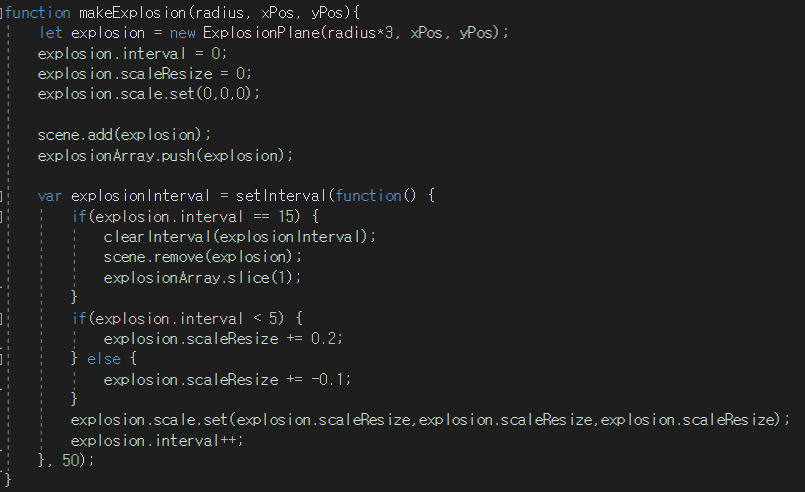 function makeExplosion(radius, xPos, yPos){
let explosion = new ExplosionPlane(radius*3, xPos, yPos);
explosion.interval = 0;
explosion.scaleResize = 0;
explosion.scale.set(0,0,0);
scene.add(explosion);
explosionArray.push(explosion);
var explosionInterval = setInterval(function() {
if(explosion.interval == 15) {
clearInterval(explosionInterval);
scene.remove(explosion);
explosionArray.slice(1);
}
if(explosion.interval < 5) {
explosion.scaleResize += 0.2;
} else {
explosion.scaleResize += -0.1;
}
explosion.scale.set(explosion.scaleResize,explosion.scaleResize,explosion.scaleResize);
explosion.interval++;
}, 50);
}